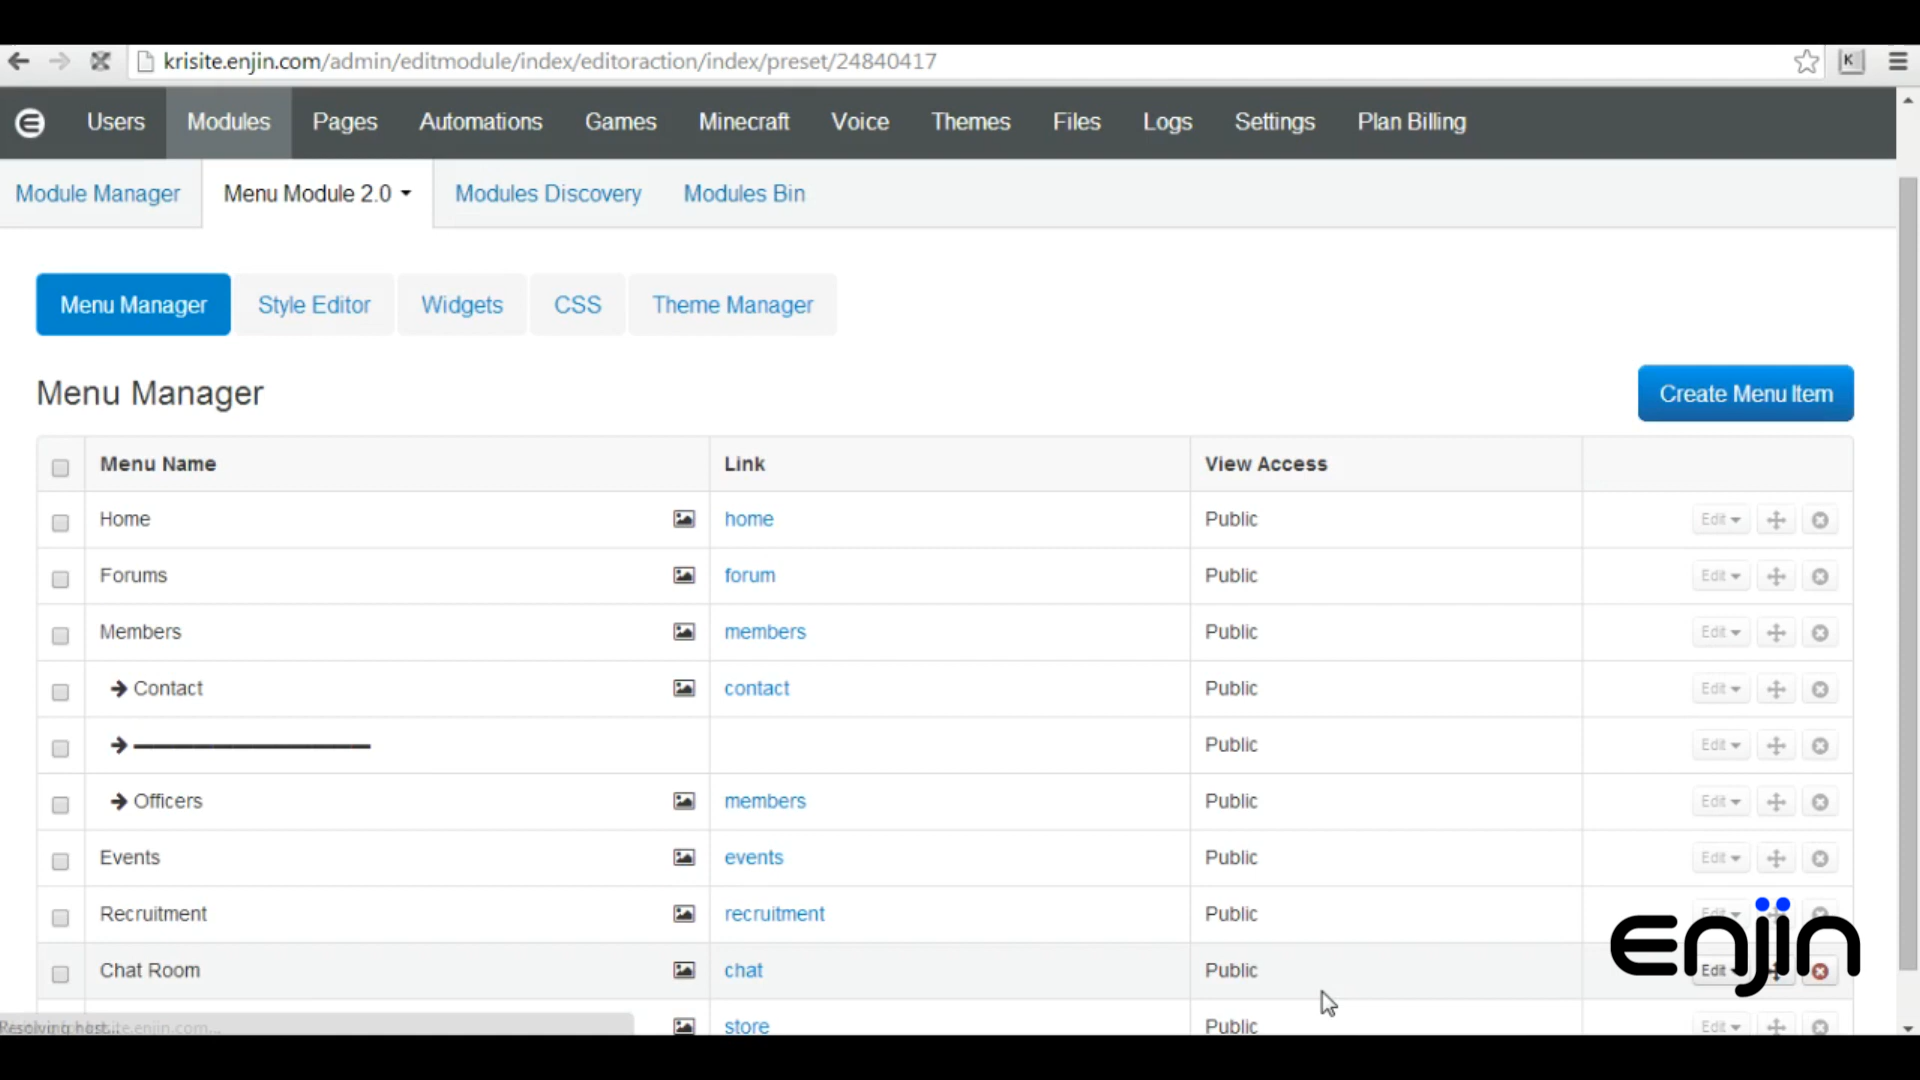 krisite.enjin.com/admin/editmodule/index/editoraction/index/preset/24840417
K
Users Modules Pages Automations Games Minecraft Voice Themes Files Logs Settings Plan Billing
Module Manager Menu Module 2.0 Modules Discovery Modules Bin
Menu Manager Style Editor Widgets CSS Theme Manager
Menu Manager Create Menu Item
Menu Name Link View Access
Home home Public Edit
Forums forum Public Edit
Members members Public Edit
Contact contact Public Edit
Public Edit
Officers members Public Edit
Events events Public Edit
Recruitment recruitment Public Edit
Chat Room chat Public Edit
enjin
store Public Edit
Resolving host...